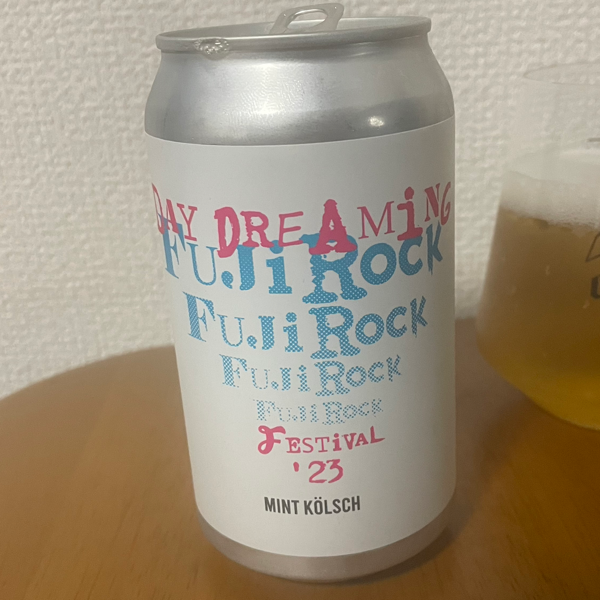 DAY DREAMiNG
FUJi ROCK
FUJi ROCK
FUJi ROCK
FUJi ROCK
FESTiVAL
'23
MINT KÖLSCH